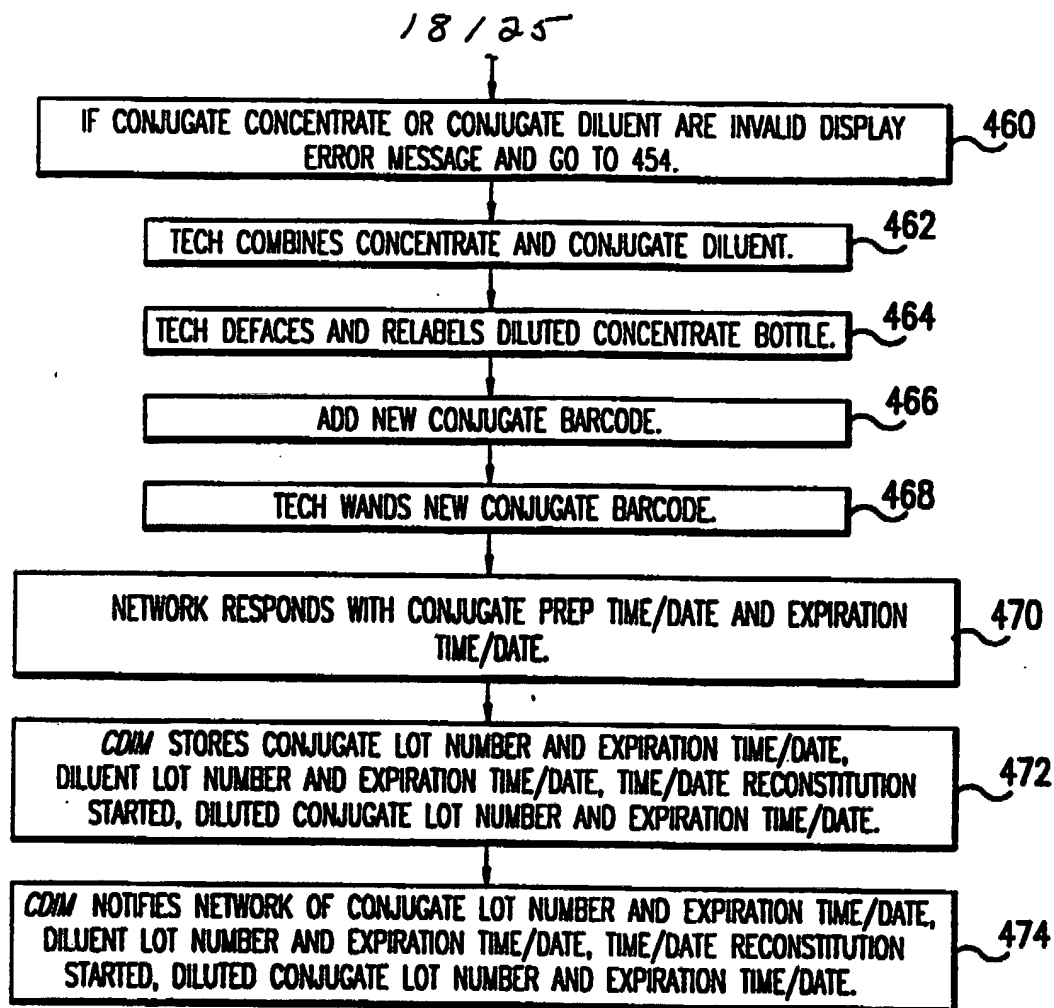 18/25
IF CONJUGATE CONCENTRATE OR CONJUGATE DILUENT ARE INVALID DISPLAY
ERROR MESSAGE AND GO TO 454.
460
TECH COMBINES CONCENTRATE AND CONJUGATE DILUENT.
462
TECH DEFACES AND RELABELS DILUTED CONCENTRATE BOTTLE.
464
ADD NEW CONJUGATE BARCODE.
466
TECH WANDS NEW CONJUGATE BARCODE.
468
NETWORK RESPONDS WITH CONJUGATE PREP TIME/DATE AND EXPIRATION
TIME/DATE.
470
CDIM STORES CONJUGATE LOT NUMBER AND EXPIRATION TIME/DATE,
DILUENT LOT NUMBER AND EXPIRATION TIME/DATE, TIME/DATE RECONSTITUTION
STARTED, DILUTED CONJUGATE LOT NUMBER AND EXPIRATION TIME/DATE.
472
CDIM NOTIFIES NETWORK OF CONJUGATE LOT NUMBER AND EXPIRATION TIME/DATE,
DILUENT LOT NUMBER AND EXPIRATION TIME/DATE, TIME/DATE RECONSTITUTION
STARTED, DILUTED CONJUGATE LOT NUMBER AND EXPIRATION TIME/DATE.
474